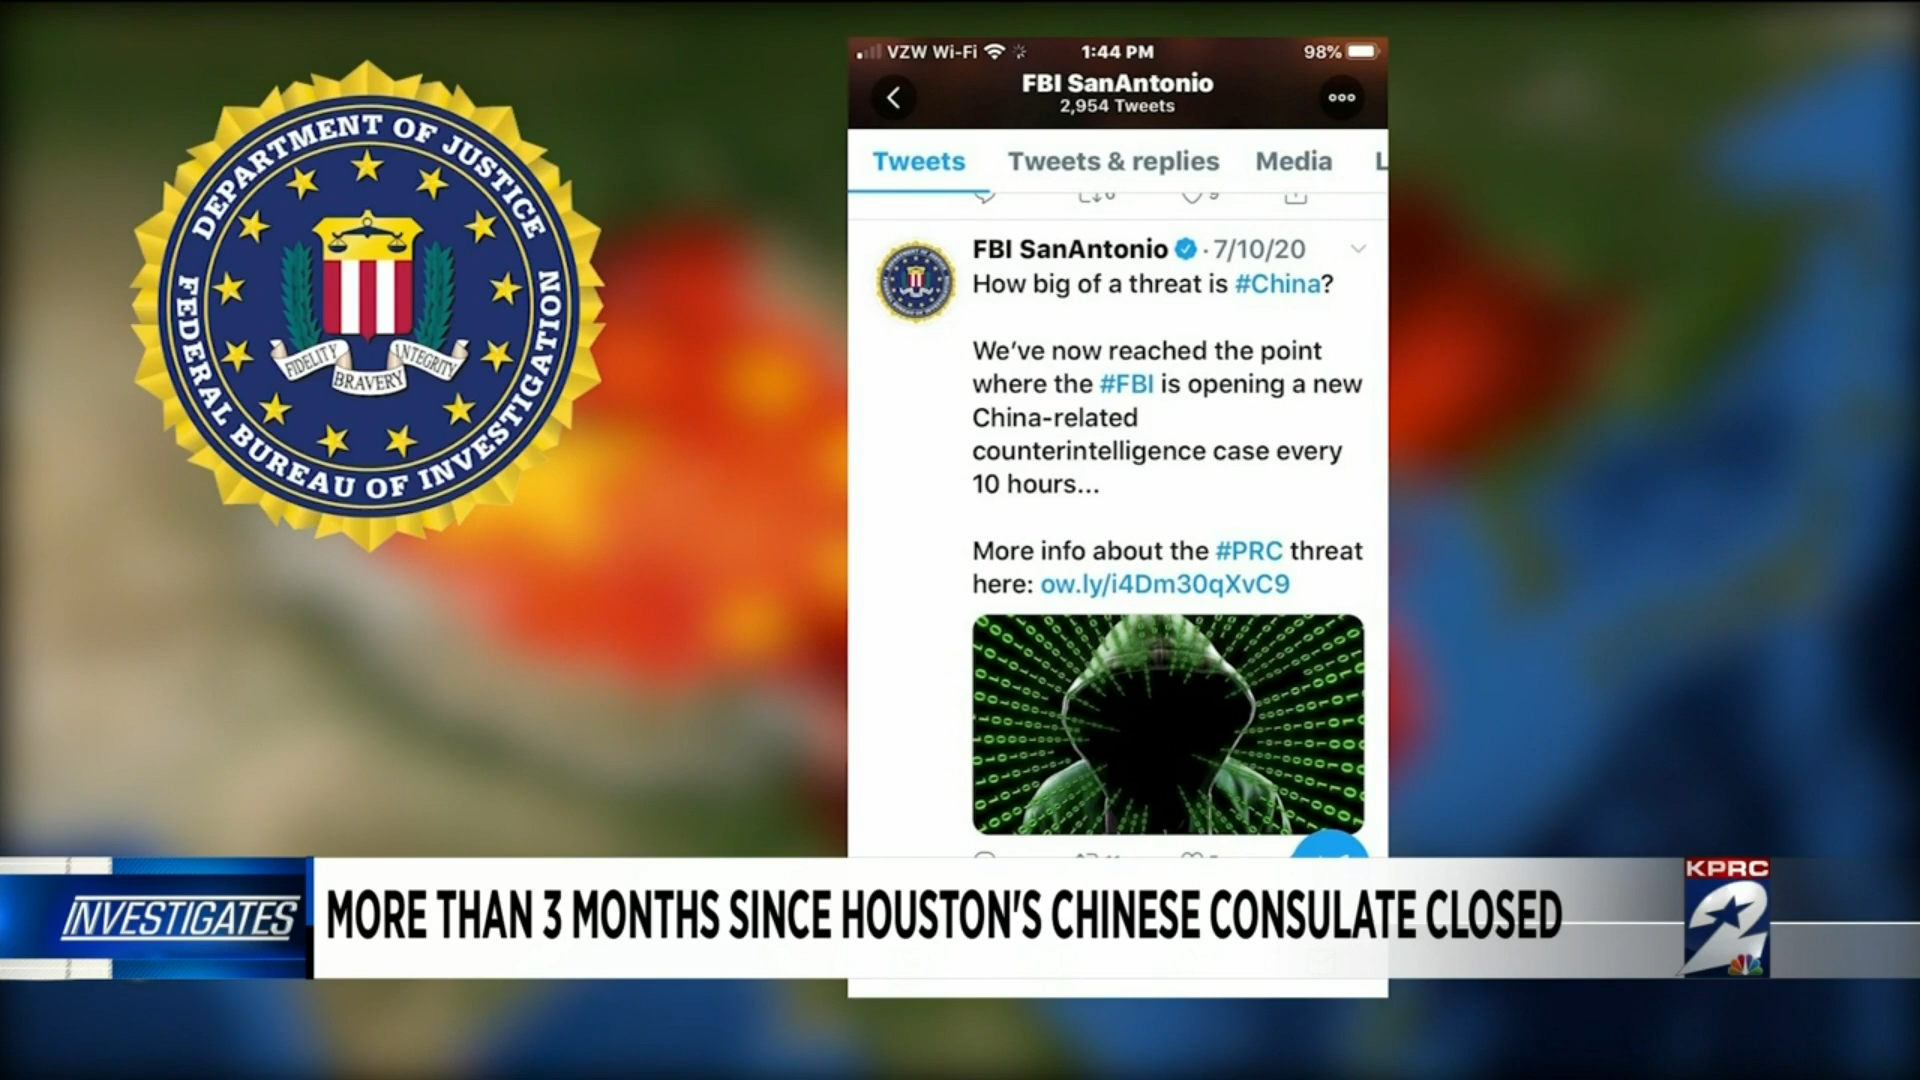 DEPARTMENT OF JUSTICE
FEDERAL BUREAU OF INVESTIGATION
FIDELITY
BRAVERY
INTEGRITY
VZW Wi-Fi 1:44 PM 98%
FBI SanAntonio
2,954 Tweets
Tweets Tweets & replies Media L
FBI SanAntonio · 7/10/20
How big of a threat is #China?
We've now reached the point
where the #FBI is opening a new
China-related
counterintelligence case every
10 hours...
More info about the #PRC threat
here: ow.ly/i4Dm30qXvC9
INVESTIGATES
MORE THAN 3 MONTHS SINCE HOUSTON'S CHINESE CONSULATE CLOSED
KPRC
2